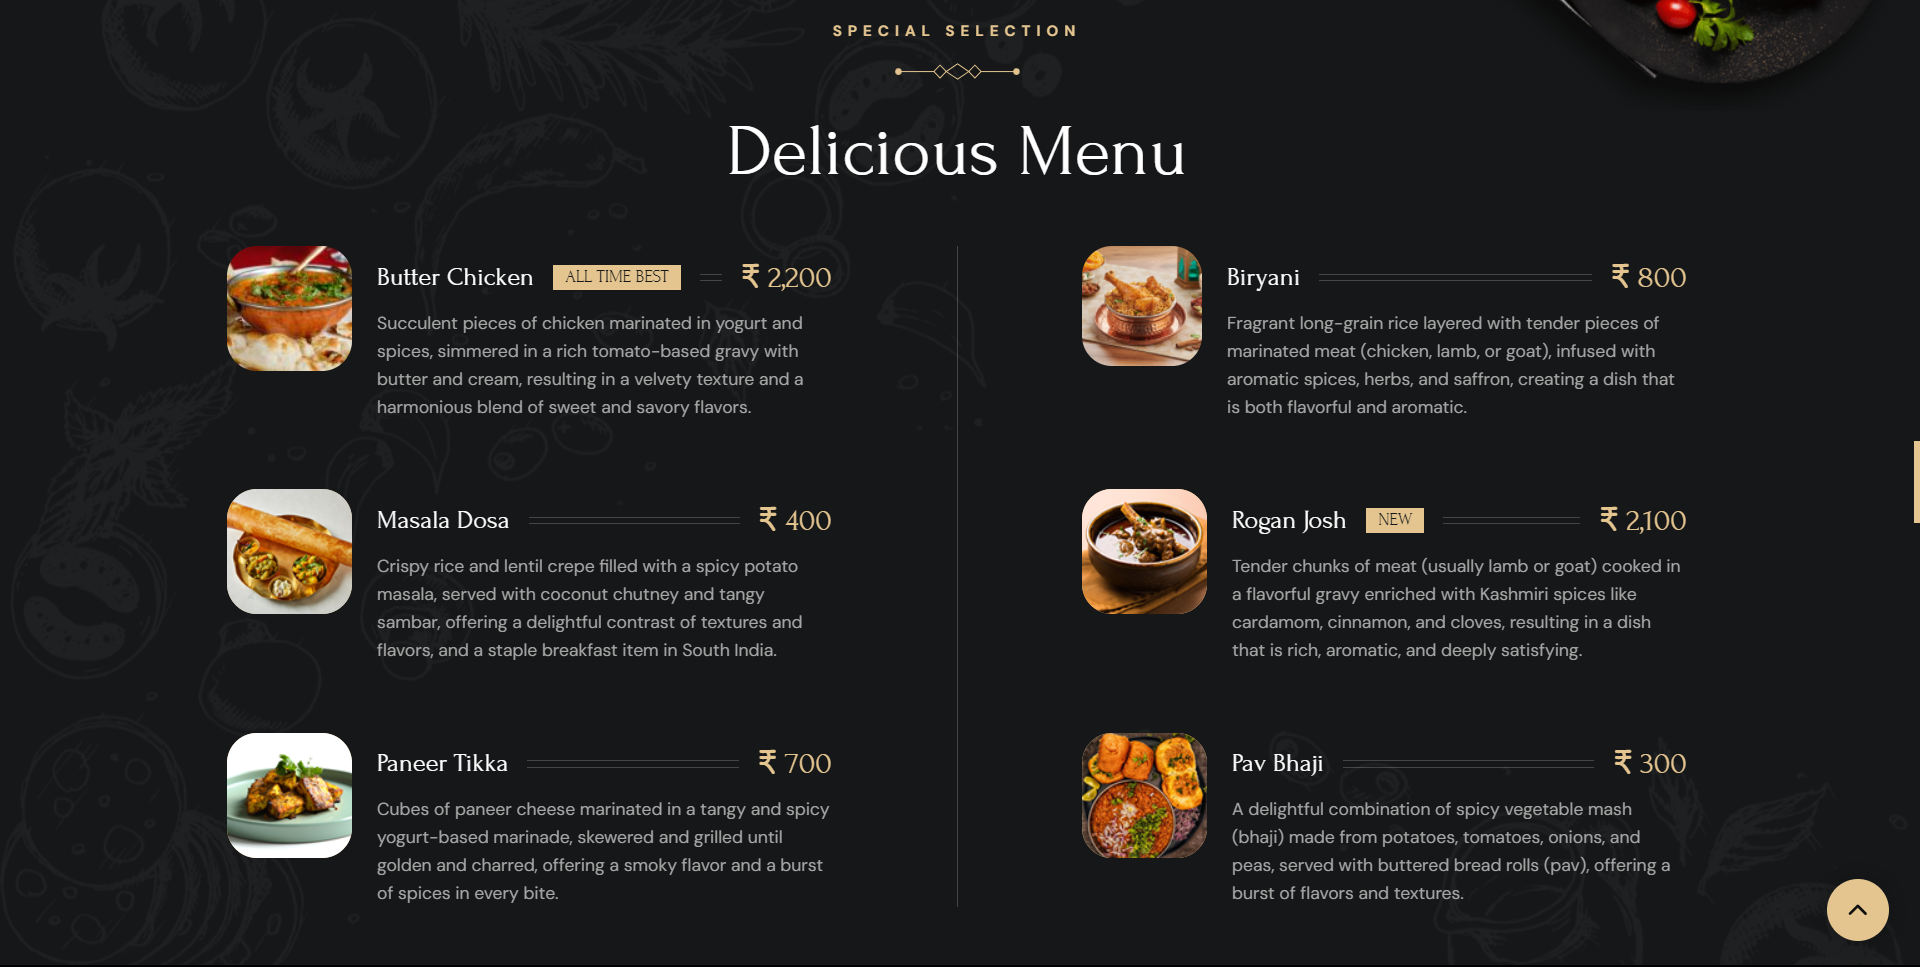 SPECIAL SELECTION
Delicious Menu
Butter Chicken ALL TIME BEST ₹ 2,200
Succulent pieces of chicken marinated in yogurt and
spices, simmered in a rich tomato-based gravy with
butter and cream, resulting in a velvety texture and a
harmonious blend of sweet and savory flavors.
Masala Dosa ₹ 400
Crispy rice and lentil crepe filled with a spicy potato
masala, served with coconut chutney and tangy
sambar, offering a delightful contrast of textures and
flavors, and a staple breakfast item in South India.
Paneer Tikka ₹ 700
Cubes of paneer cheese marinated in a tangy and spicy
yogurt-based marinade, skewered and grilled until
golden and charred, offering a smoky flavor and a burst
of spices in every bite.
Biryani ₹ 800
Fragrant long-grain rice layered with tender pieces of
marinated meat (chicken, lamb, or goat), infused with
aromatic spices, herbs, and saffron, creating a dish that
is both flavorful and aromatic.
Rogan Josh NEW ₹ 2,100
Tender chunks of meat (usually lamb or goat) cooked in
a flavorful gravy enriched with Kashmiri spices like
cardamom, cinnamon, and cloves, resulting in a dish
that is rich, aromatic, and deeply satisfying.
Pav Bhaji ₹ 300
A delightful combination of spicy vegetable mash
(bhaji) made from potatoes, tomatoes, onions, and
peas, served with buttered bread rolls (pav), offering a
burst of flavors and textures.